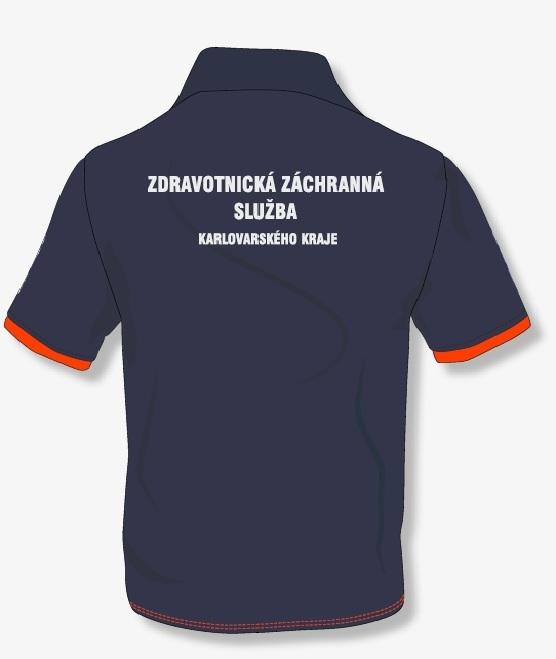 ZDRAVOTNICKÁ ZÁCHRANNÁ
SLUŽBA
KARLOVARSKÉHO KRAJE